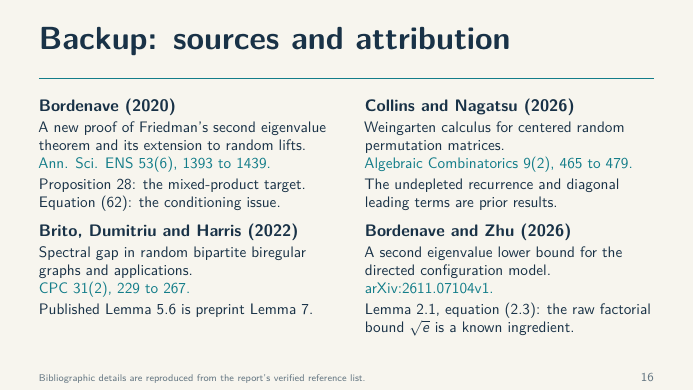 Backup: sources and attribution
Bordenave (2020)
A new proof of Friedman's second eigenvalue
theorem and its extension to random lifts.
Ann. Sci. ENS 53(6), 1393 to 1439.
Proposition 28: the mixed-product target.
Equation (62): the conditioning issue.
Brito, Dumitriu and Harris (2022)
Spectral gap in random bipartite biregular
graphs and applications.
CPC 31(2), 229 to 267.
Published Lemma 5.6 is preprint Lemma 7.
Collins and Nagatsu (2026)
Weingarten calculus for centered random
permutation matrices.
Algebraic Combinatorics 9(2), 465 to 479.
The undepleted recurrence and diagonal
leading terms are prior results.
Bordenave and Zhu (2026)
A second eigenvalue lower bound for the
directed configuration model.
arXiv:2611.07104v1.
Lemma 2.1, equation (2.3): the raw factorial
bound √e is a known ingredient.
Bibliographic details are reproduced from the report's verified reference list.
16